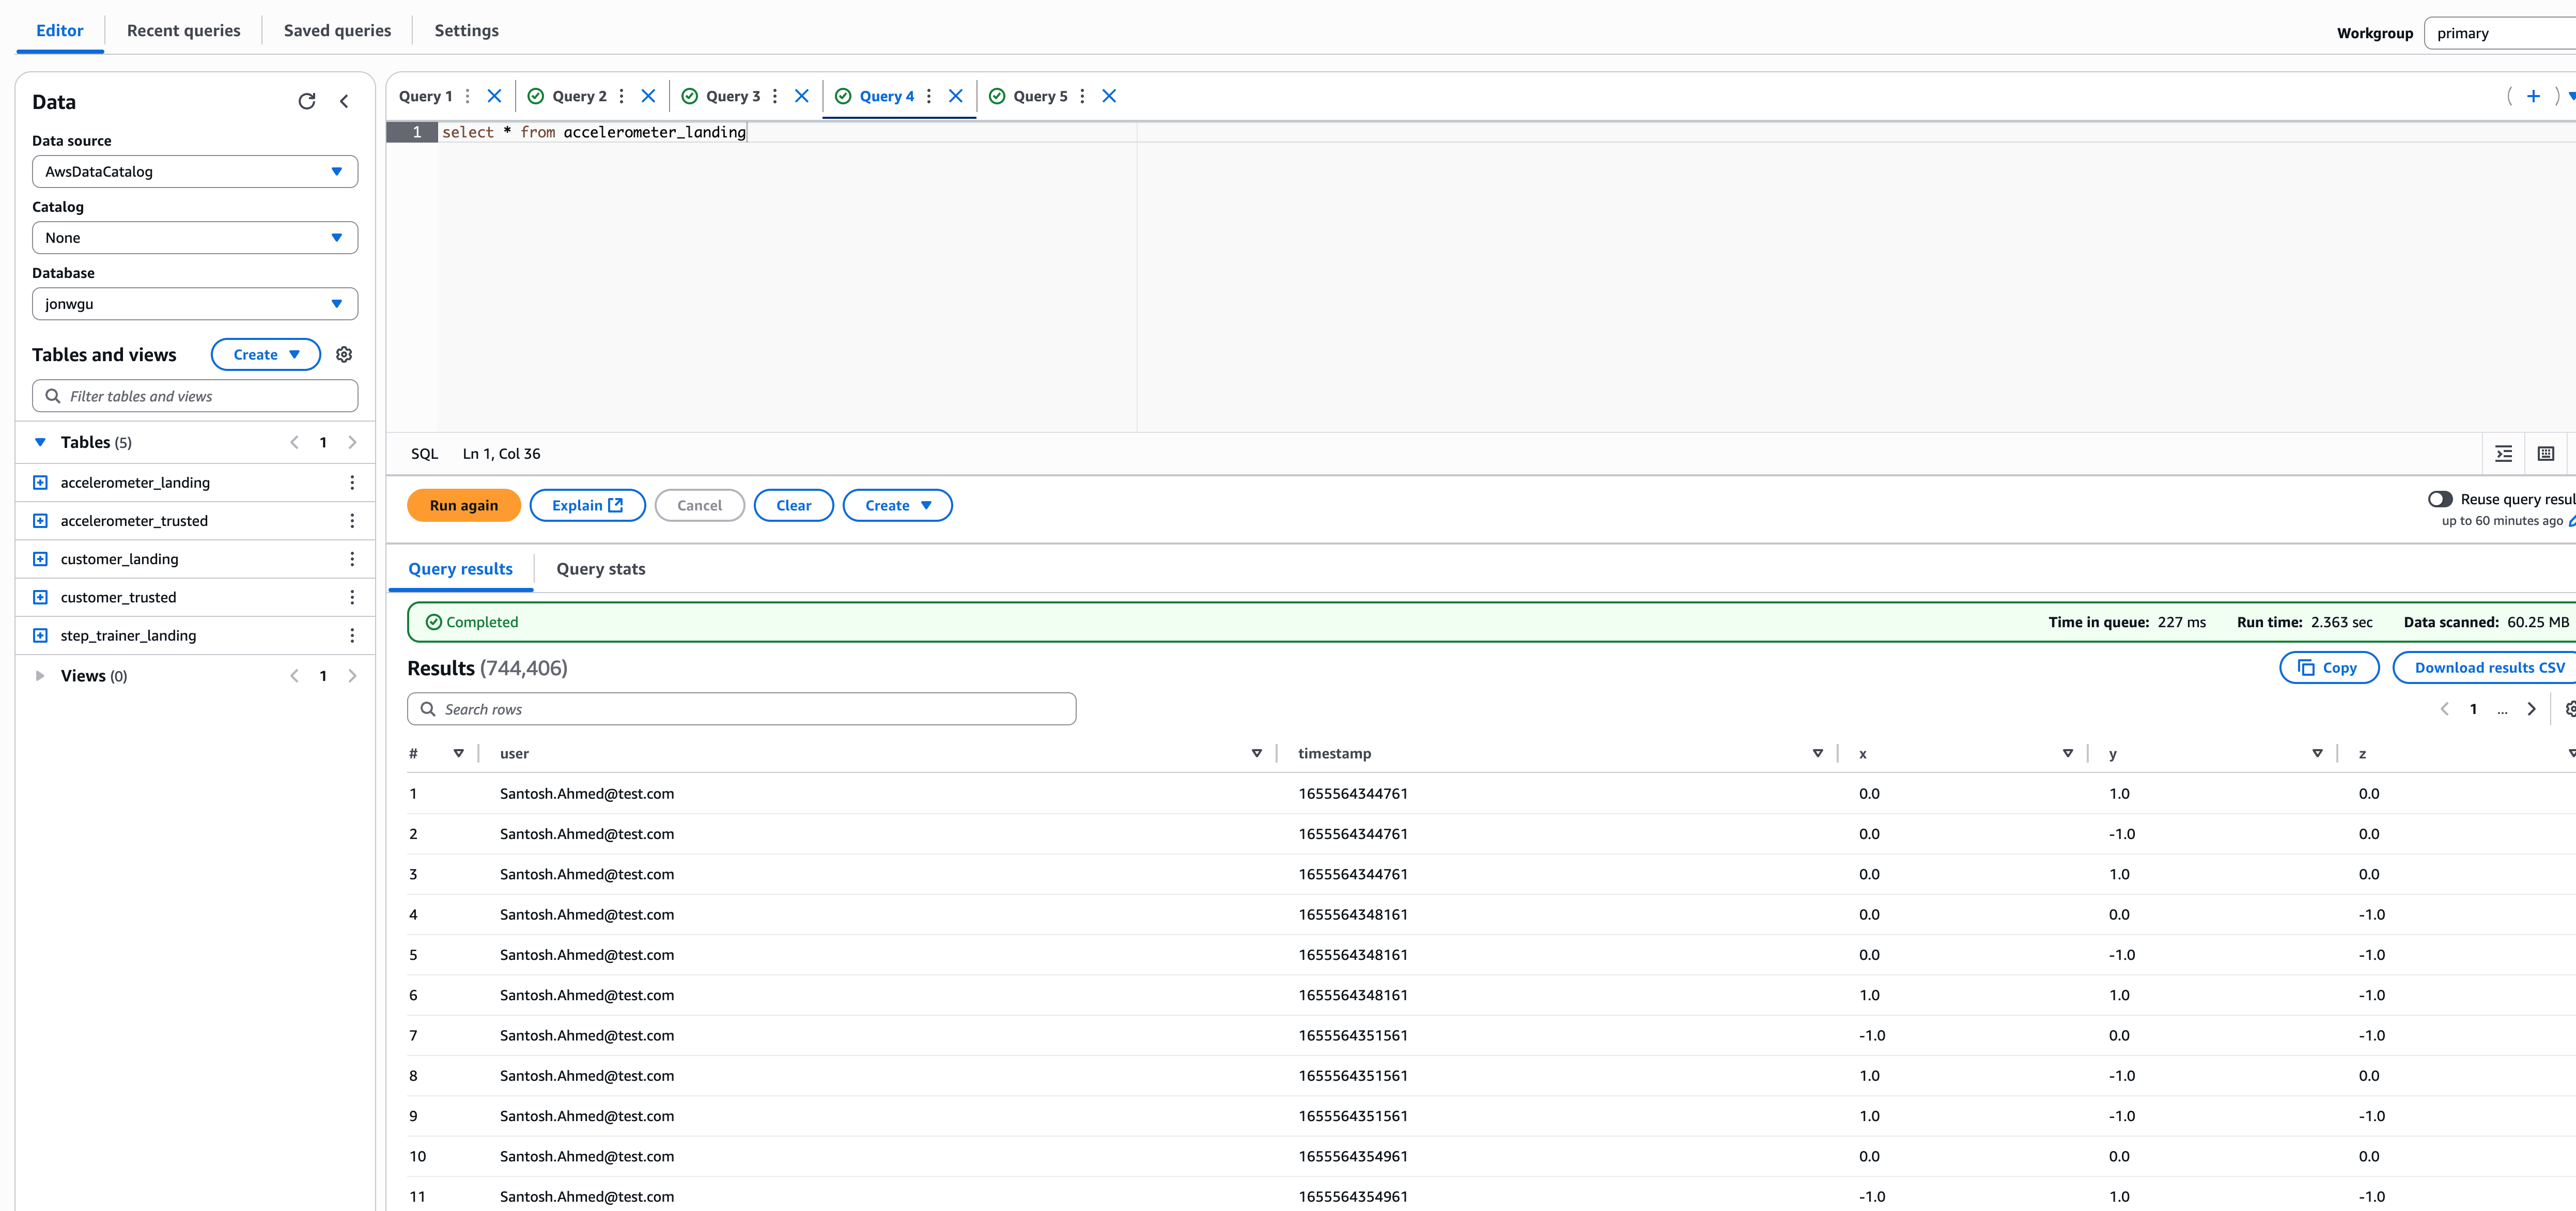 Editor Recent queries Saved queries Settings Workgroup primary
Data
Data source
AwsDataCatalog
Catalog
None
Database
jonwgu
Tables and views Create
Filter tables and views
Tables (5) 1
accelerometer_landing
accelerometer_trusted
customer_landing
customer_trusted
step_trainer_landing
Views (0) 1
Query 1 Query 2 Query 3 Query 4 Query 5
1 select * from accelerometer_landing
SQL Ln 1, Col 36
Run again Explain Cancel Clear Create
Reuse query
up to 60 minutes ago
Query results Query stats
Completed Time in queue: 227 ms Run time: 2.363 sec Data scanned: 60.25 MB
Results (744,406) Copy Download results CSV
Search rows 1 ...
# user timestamp x y z
1 Santosh.Ahmed@test.com 1655564344761 0.0 1.0 0.0
2 Santosh.Ahmed@test.com 1655564344761 0.0 -1.0 0.0
3 Santosh.Ahmed@test.com 1655564344761 0.0 1.0 0.0
4 Santosh.Ahmed@test.com 1655564348161 0.0 0.0 -1.0
5 Santosh.Ahmed@test.com 1655564348161 0.0 -1.0 -1.0
6 Santosh.Ahmed@test.com 1655564348161 1.0 1.0 -1.0
7 Santosh.Ahmed@test.com 1655564351561 -1.0 0.0 -1.0
8 Santosh.Ahmed@test.com 1655564351561 1.0 -1.0 0.0
9 Santosh.Ahmed@test.com 1655564351561 1.0 -1.0 -1.0
10 Santosh.Ahmed@test.com 1655564354961 0.0 0.0 0.0
11 Santosh.Ahmed@test.com 1655564354961 -1.0 1.0 -1.0